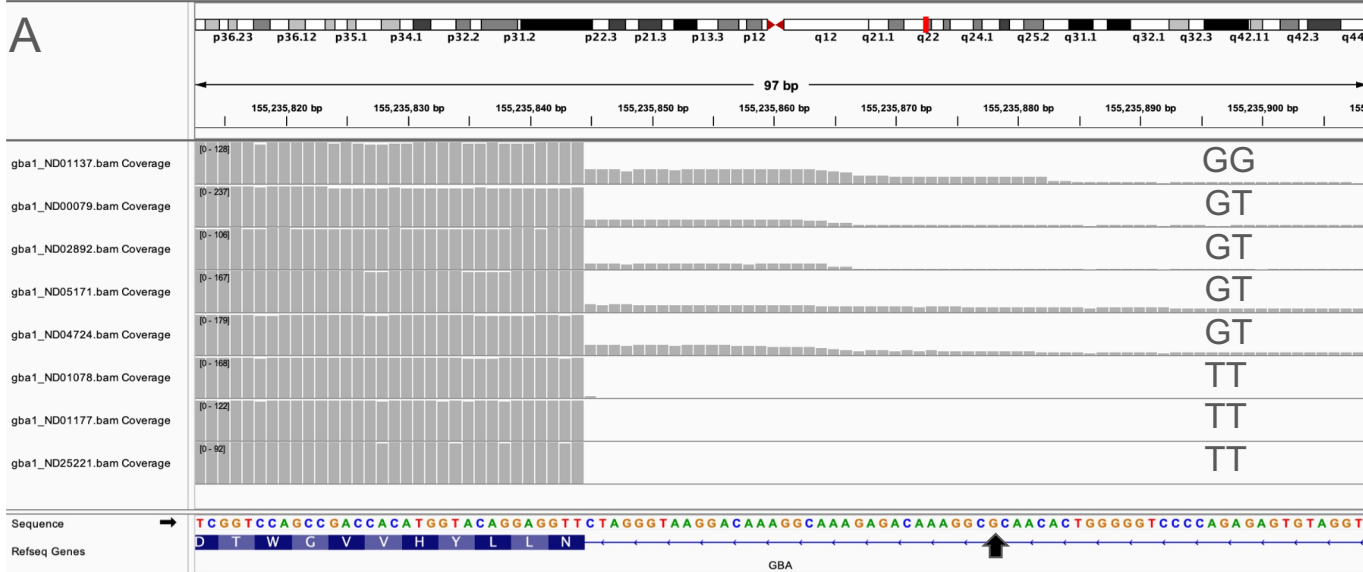 A
p36.23 p36.12 p35.1 p34.1 p32.2 p31.2 p22.3 p21.3 p13.3 p12 q12 q21.1 q22 q24.1 q25.2 q31.1 q32.1 q32.3 q42.11 q42.3 q44
97 bp
155,235,820 bp 155,235,830 bp 155,235,840 bp 155,235,850 bp 155,235,860 bp 155,235,870 bp 155,235,880 bp 155,235,890 bp 155,235,900 bp 155
gba1_ND01137.bam Coverage [0 - 128] GG
gba1_ND00079.bam Coverage [0 - 237] GT
gba1_ND02892.bam Coverage [0 - 106] GT
gba1_ND05171.bam Coverage [0 - 167] GT
gba1_ND04724.bam Coverage [0 - 179] GT
gba1_ND01078.bam Coverage [0 - 168] TT
gba1_ND01177.bam Coverage [0 - 122] TT
gba1_ND25221.bam Coverage [0 - 92] TT
Sequence TCGGTCCAGCCGACCACATGGTACAGGAGGTTCTAGGGTAAGGACAAAGGCAAAGAGACAAAGGCGCAACACTGGGGGTCCCCAGAGAGTGTAGGT
Refseq Genes D T W G V V H Y L L N
GBA